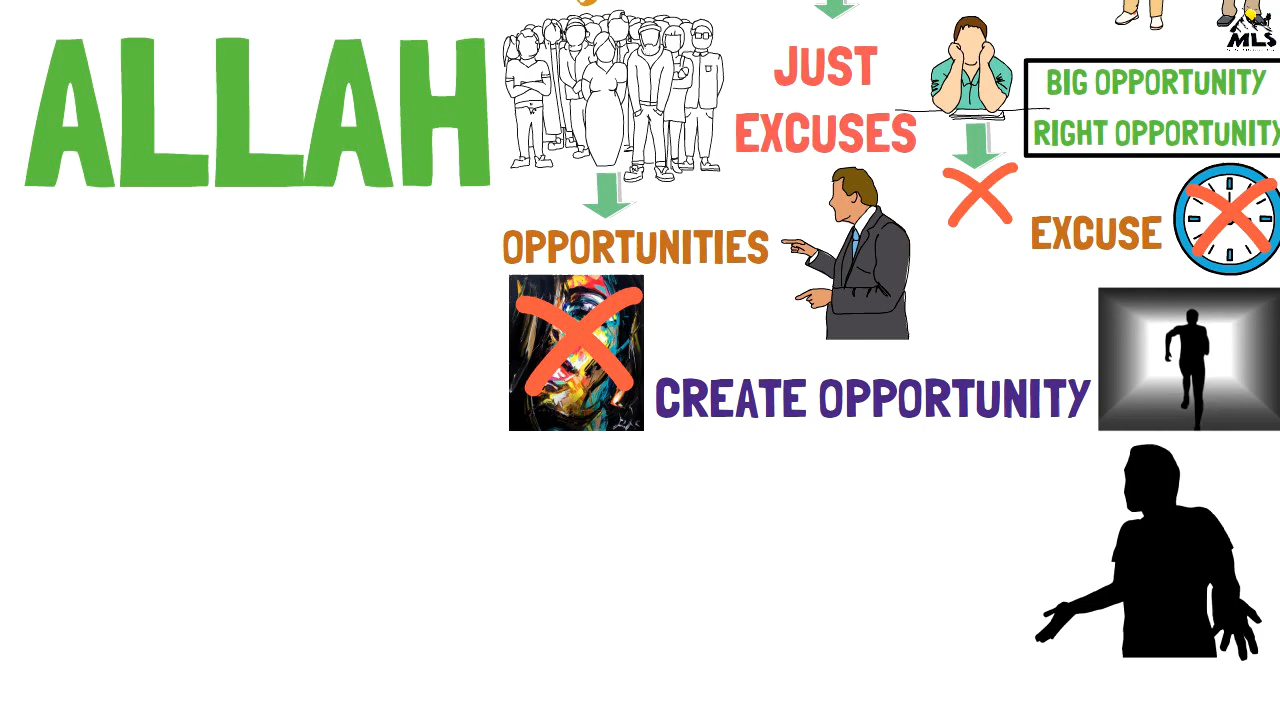 ALLAH
JUST
EXCUSES
BIG OPPORTUNITY
RIGHT OPPORTUNITY
MLS
OPPORTUNITIES
EXCUSE
CREATE OPPORTUNITY